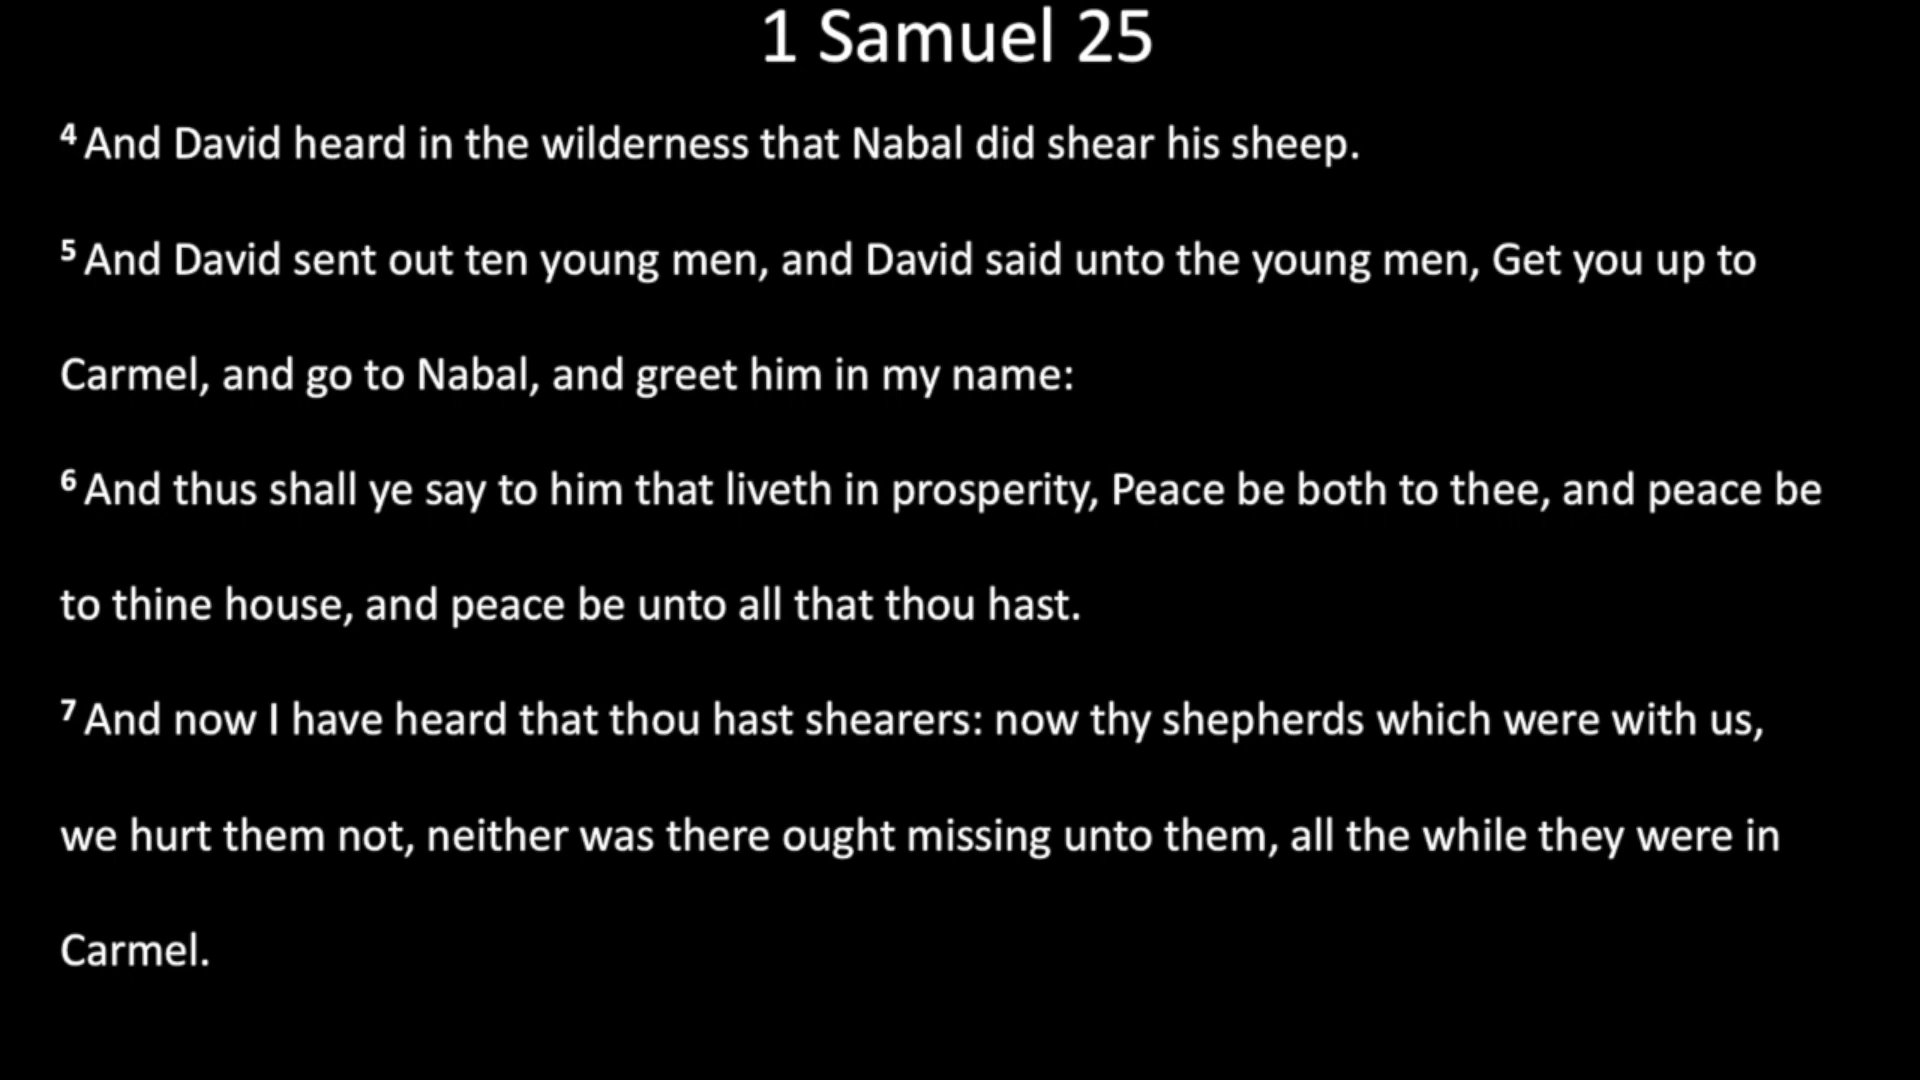 1 Samuel 25
4 And David heard in the wilderness that Nabal did shear his sheep.
5 And David sent out ten young men, and David said unto the young men, Get you up to
Carmel, and go to Nabal, and greet him in my name:
6 And thus shall ye say to him that liveth in prosperity, Peace be both to thee, and peace be
to thine house, and peace be unto all that thou hast.
7 And now I have heard that thou hast shearers: now thy shepherds which were with us,
we hurt them not, neither was there ought missing unto them, all the while they were in
Carmel.